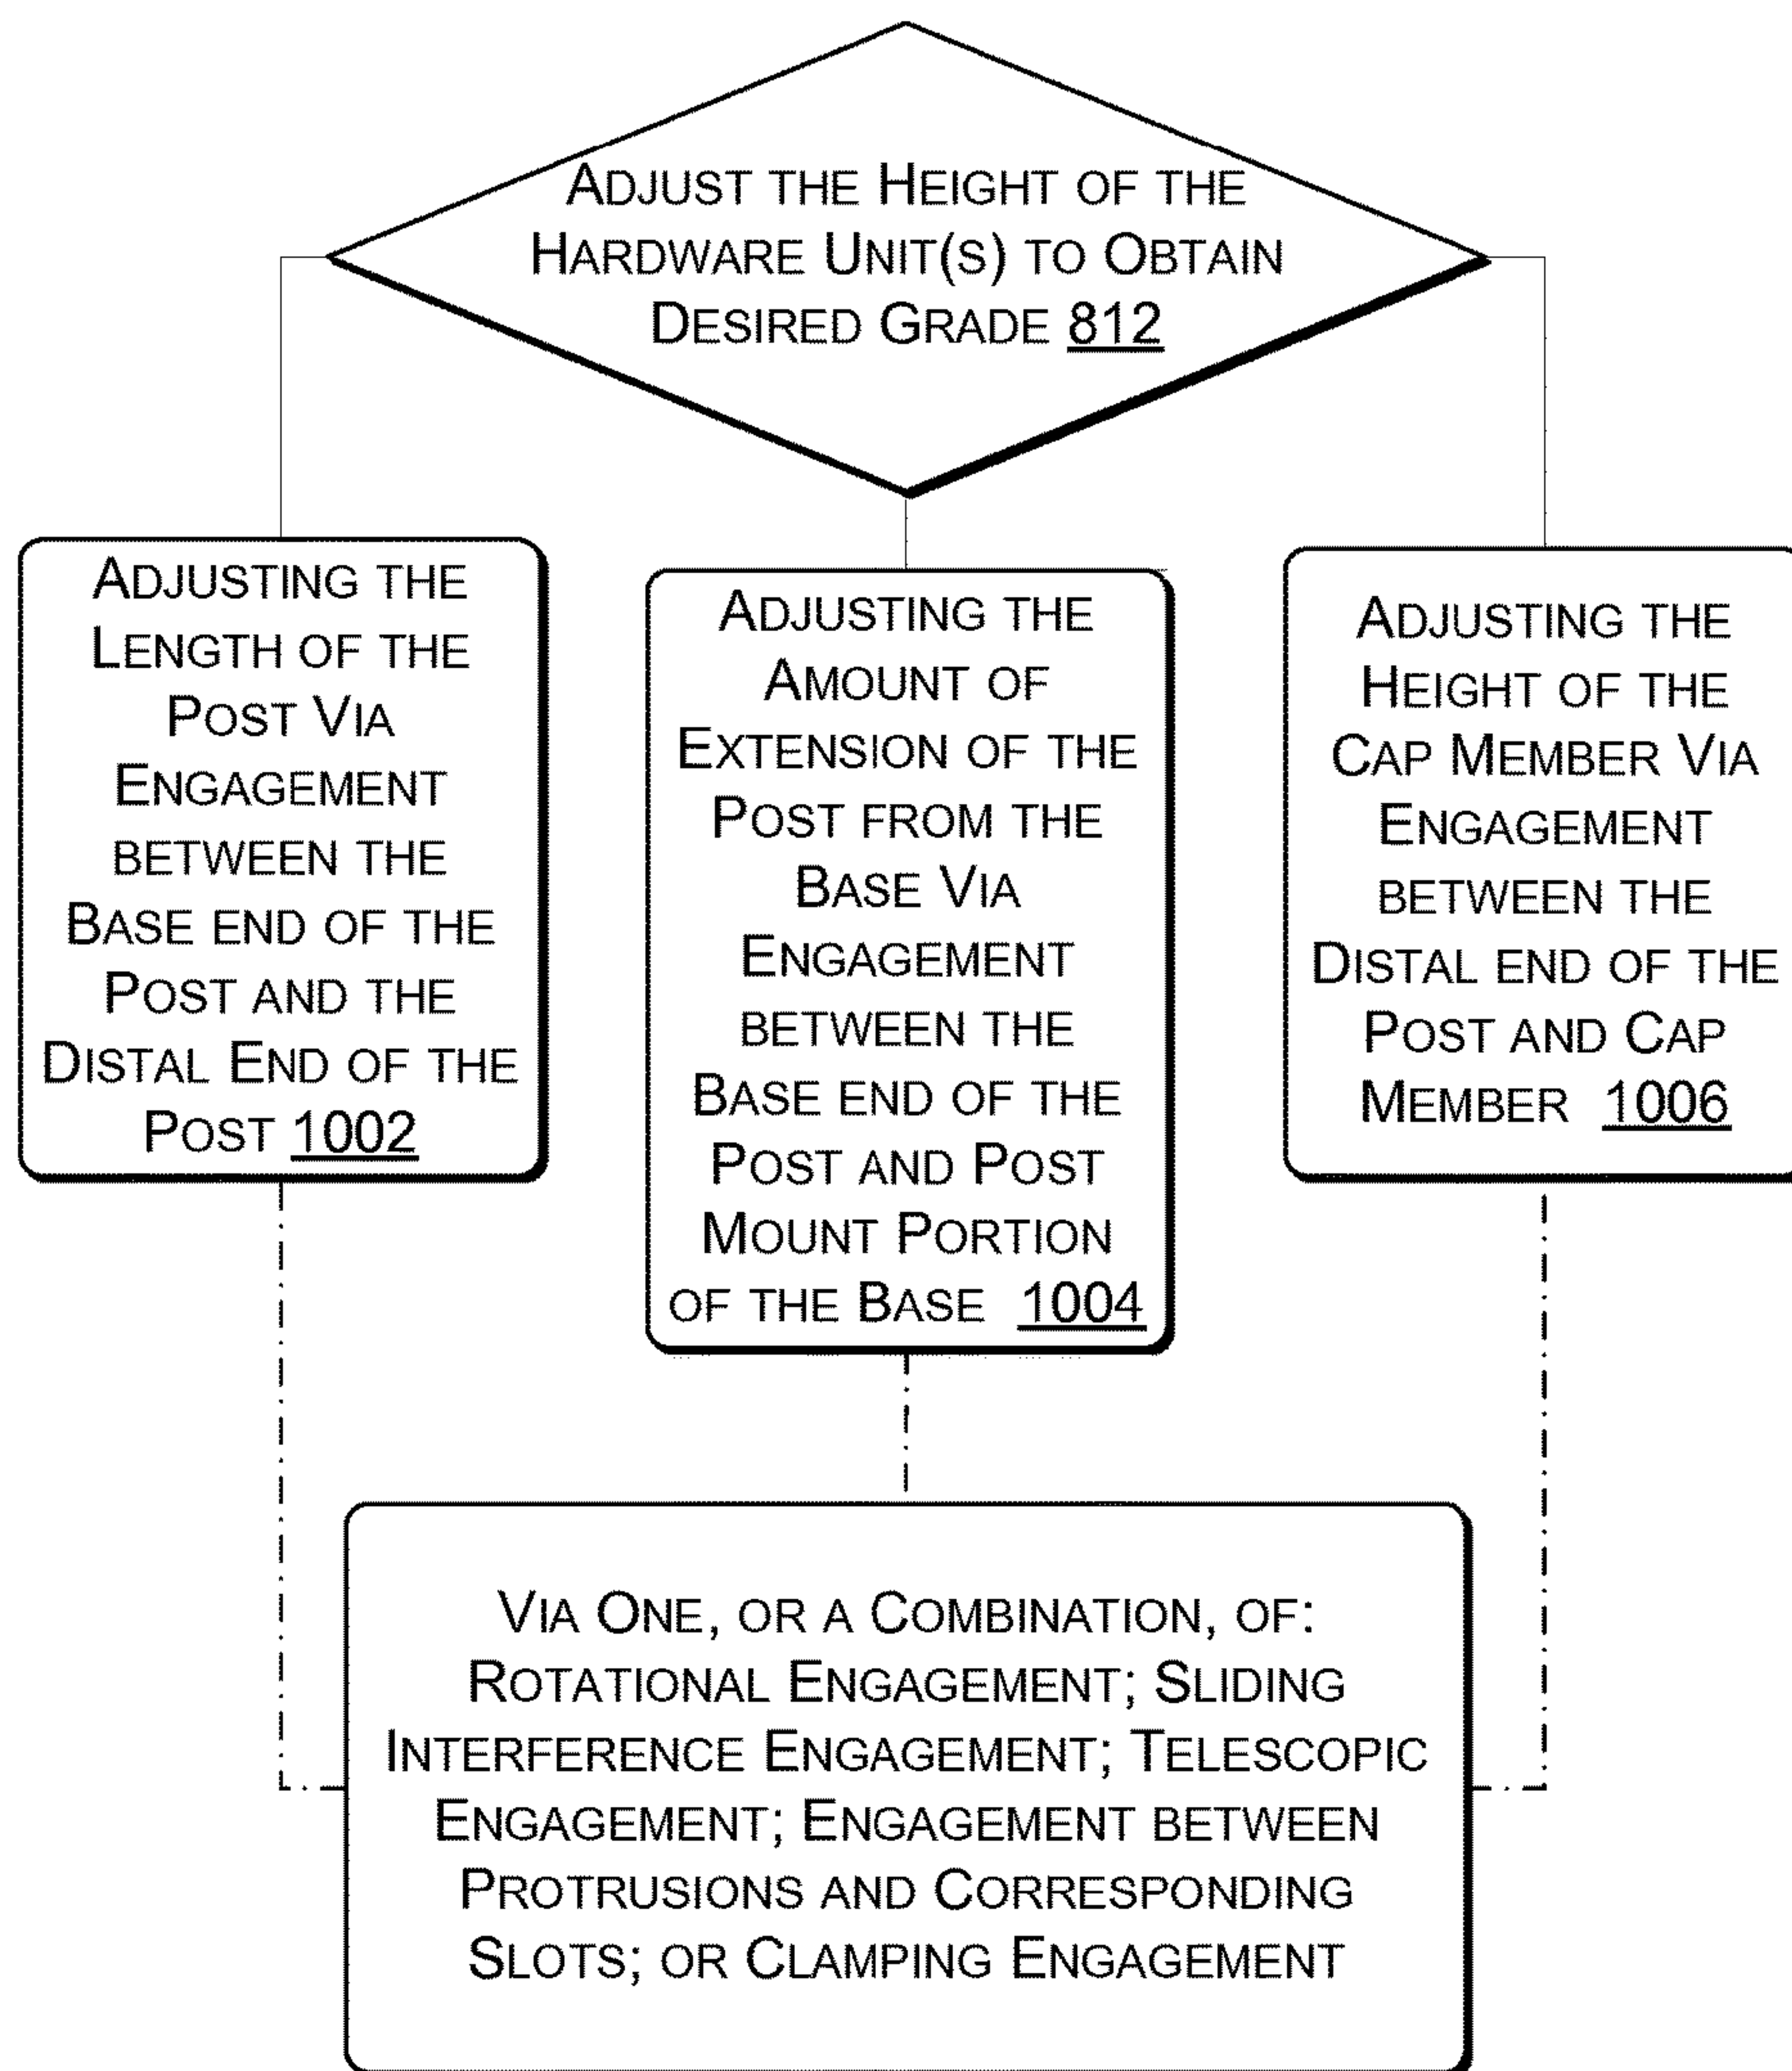 ADJUST THE HEIGHT OF THE
HARDWARE UNIT(S) TO OBTAIN
DESIRED GRADE 812
ADJUSTING THE
LENGTH OF THE
POST VIA
ENGAGEMENT
BETWEEN THE
BASE END OF THE
POST AND THE
DISTAL END OF THE
POST 1002
ADJUSTING THE
AMOUNT OF
EXTENSION OF THE
POST FROM THE
BASE VIA
ENGAGEMENT
BETWEEN THE
BASE END OF THE
POST AND POST
MOUNT PORTION
OF THE BASE 1004
ADJUSTING THE
HEIGHT OF THE
CAP MEMBER VIA
ENGAGEMENT
BETWEEN THE
DISTAL END OF THE
POST AND CAP
MEMBER 1006
VIA ONE, OR A COMBINATION, OF:
ROTATIONAL ENGAGEMENT; SLIDING
INTERFERENCE ENGAGEMENT; TELESCOPIC
ENGAGEMENT; ENGAGEMENT BETWEEN
PROTRUSIONS AND CORRESPONDING
SLOTS; OR CLAMPING ENGAGEMENT